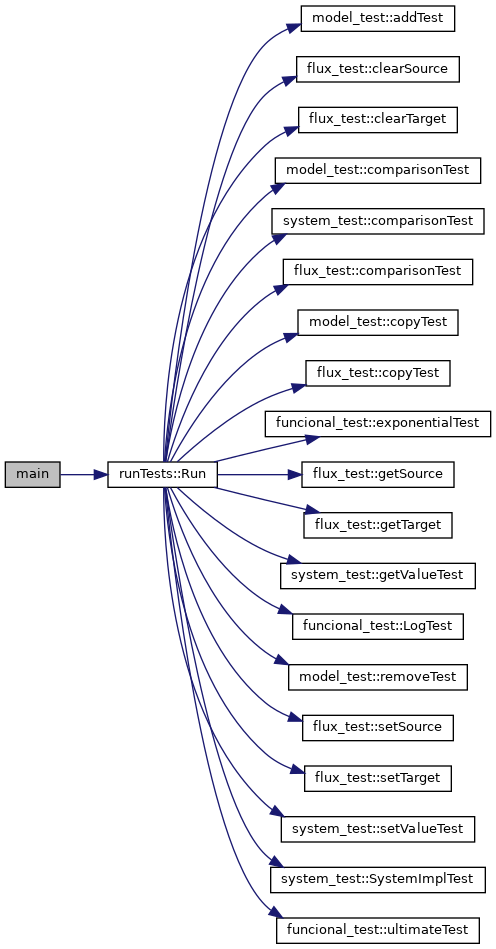 model_test::addTest
flux_test::clearSource
flux_test::clearTarget
model_test::comparisonTest
system_test::comparisonTest
flux_test::comparisonTest
model_test::copyTest
flux_test::copyTest
funcional_test::exponentialTest
main
runTests::Run
flux_test::getSource
flux_test::getTarget
system_test::getValueTest
funcional_test::LogTest
model_test::removeTest
flux_test::setSource
flux_test::setTarget
system_test::setValueTest
system_test::SystemImplTest
funcional_test::ultimateTest